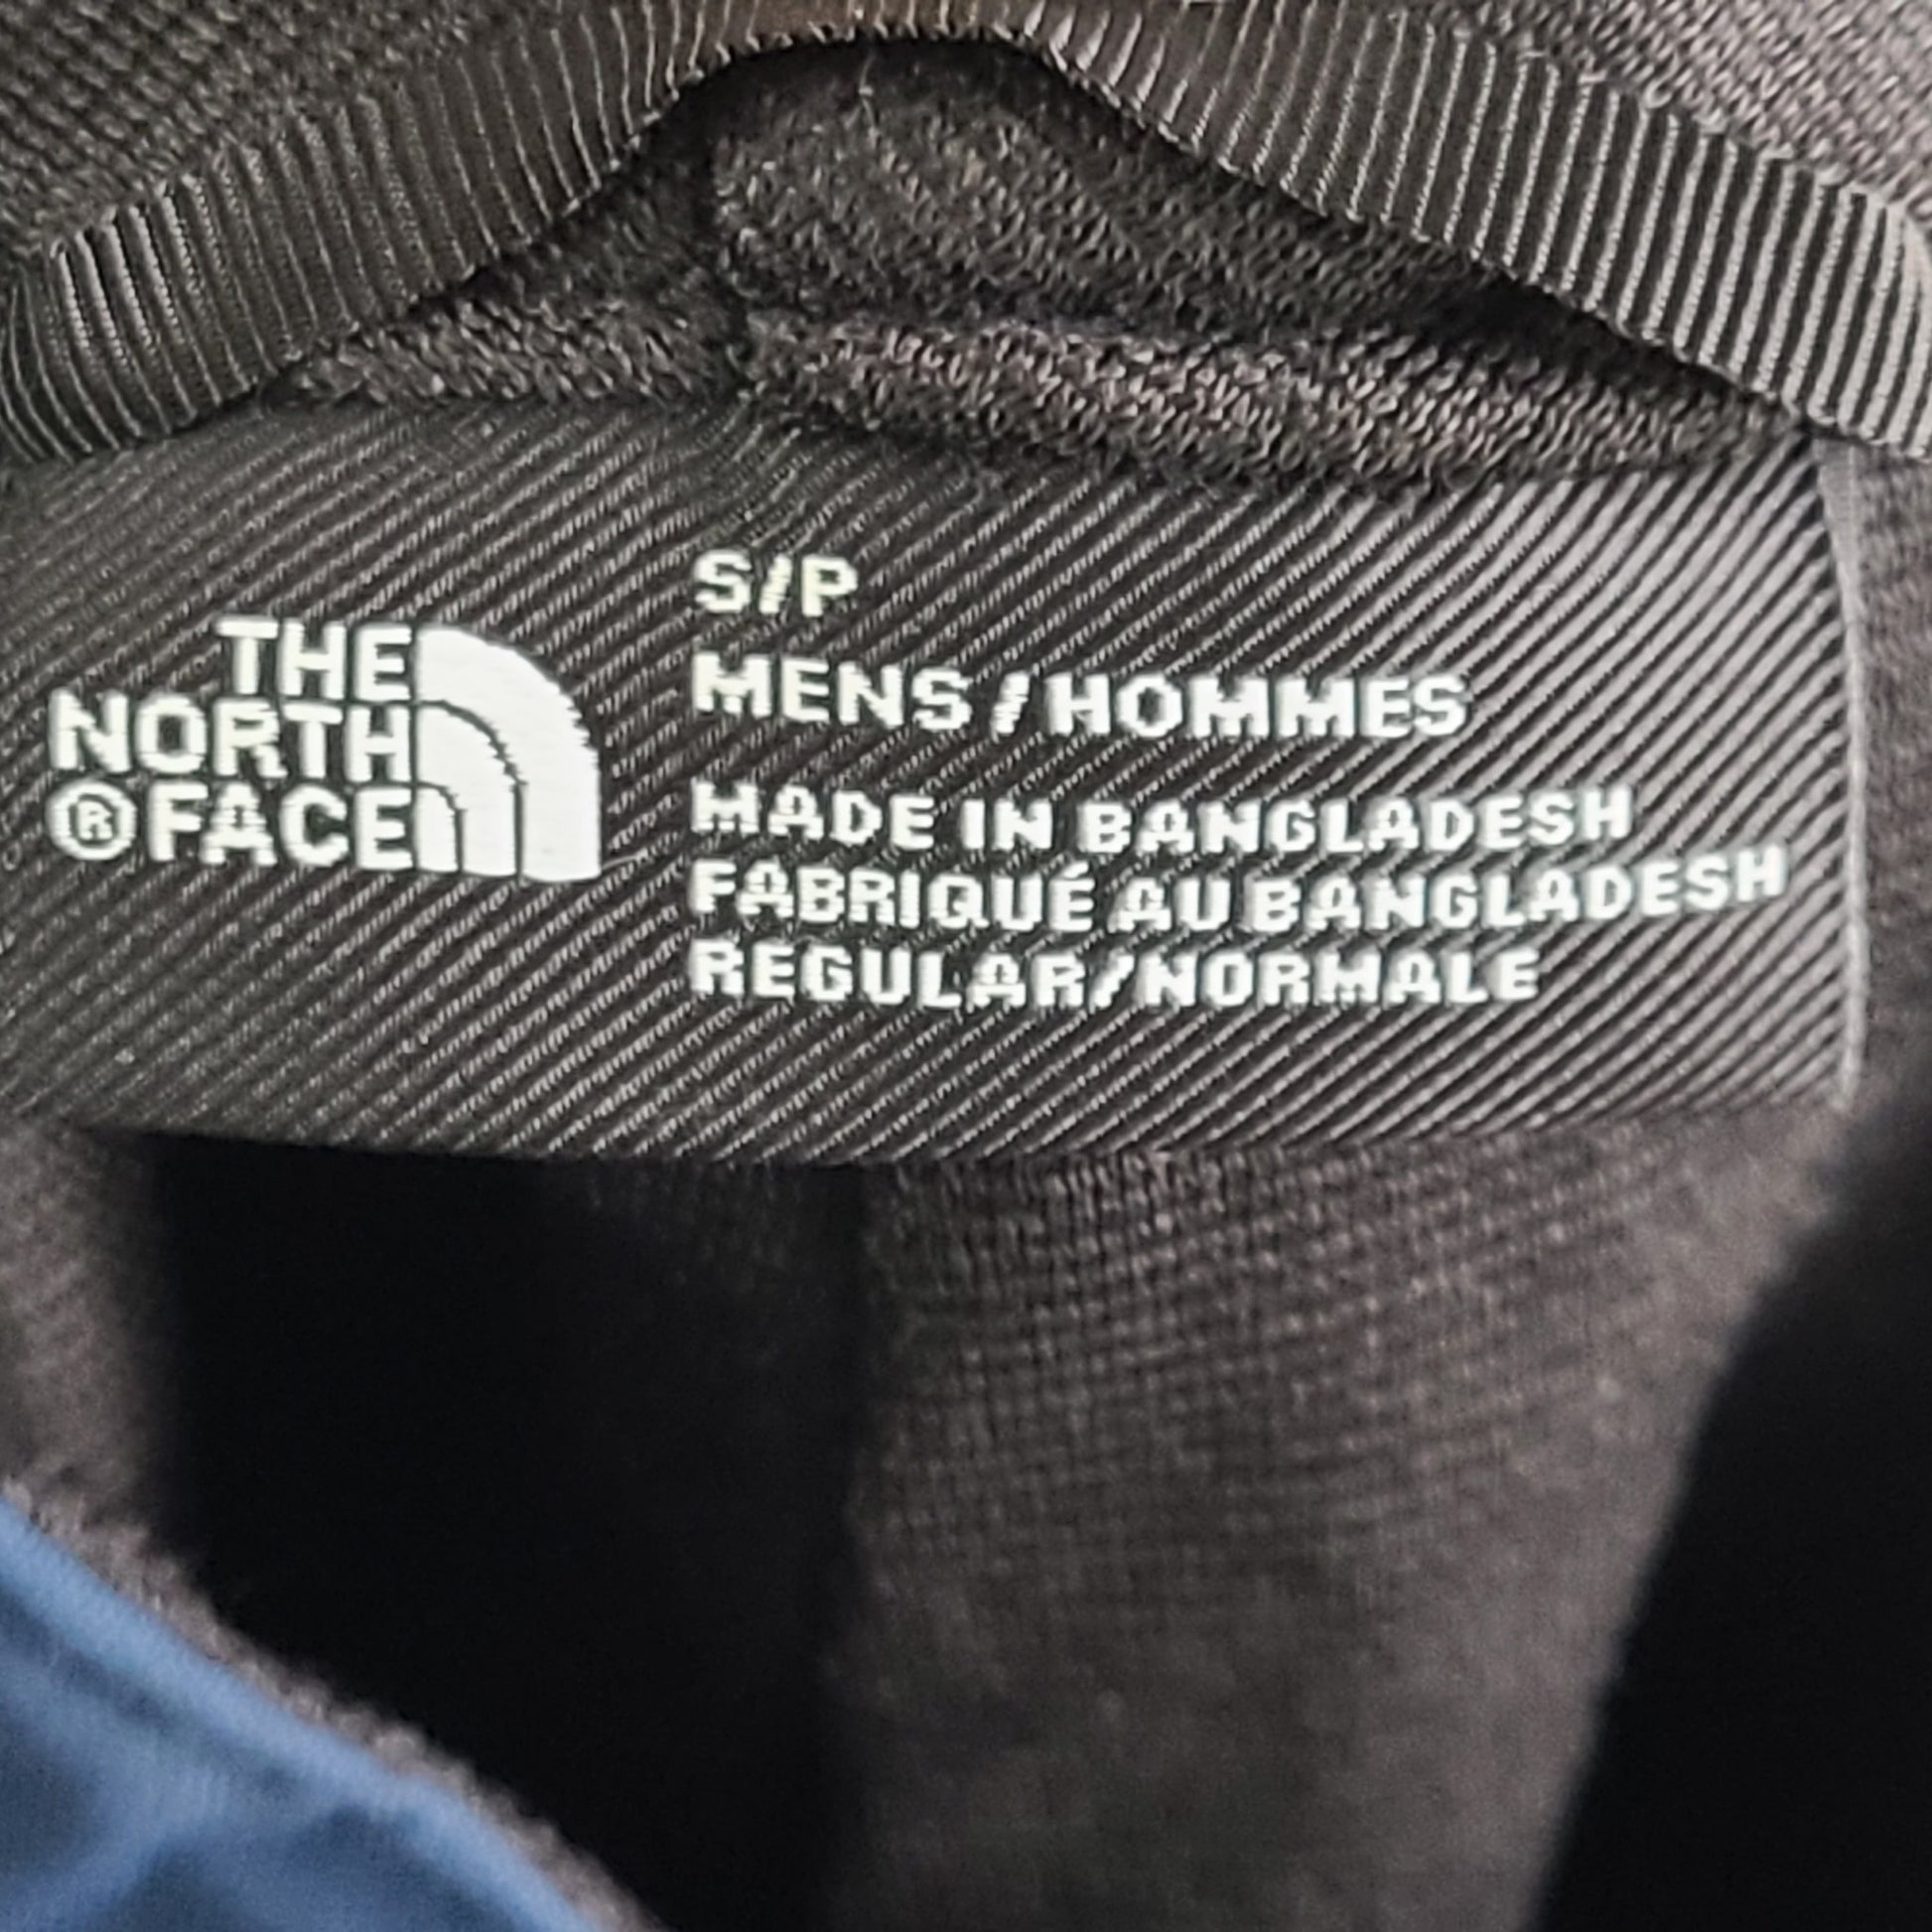 THE
NORTH
®FACE
S/P
MENS / HOMMES
MADE IN BANGLADESH
FABRIQUÉ AU BANGLADESH
REGULAR/NORMALE